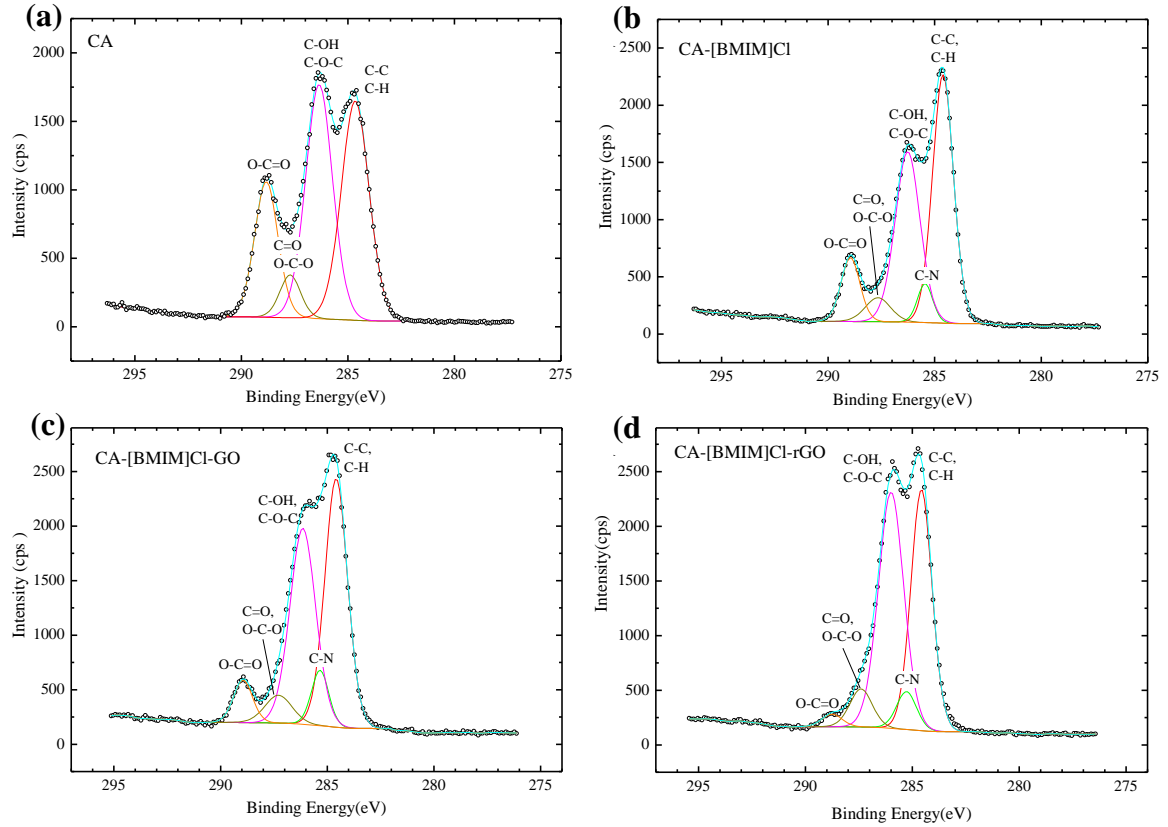 (a)
CA
C-OH
C-O-C
C-C
C-H
O-C=O
C=O
O-C-O
2000
1500
1000
500
0
Intensity (cps )
295
290
285
280
275
Binding Energy(eV)
(b)
CA-[BMIM]Cl
C-C,
C-H
C-OH,
C-O-C
C=O,
O-C-O
O-C=O
C-N
2500
2000
1500
1000
500
0
Intensity (cps )
295
290
285
280
275
Binding Energy(eV)
(c)
CA-[BMIM]Cl-GO
C-C,
C-H
C-OH,
C-O-C
C=O,
O-C-O
O-C=O
C-N
2500
2000
1500
1000
500
0
Intensity (cps )
295
290
285
280
275
Binding Energy(eV)
(d)
CA-[BMIM]Cl-rGO
C-OH,
C-O-C
C-C,
C-H
C=O,
O-C-O
O-C=O
C-N
2500
2000
1500
1000
500
0
Intensity(cps)
295
290
285
280
275
Binding Energy(eV)